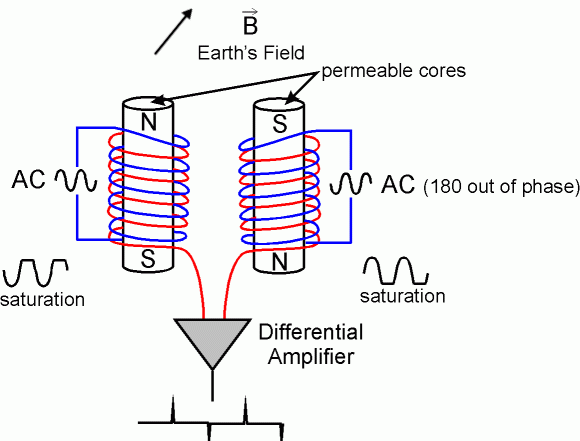 B
Earth's Field
permeable cores
N
S
AC
AC (180 out of phase)
S
N
saturation
saturation
Differential
Amplifier